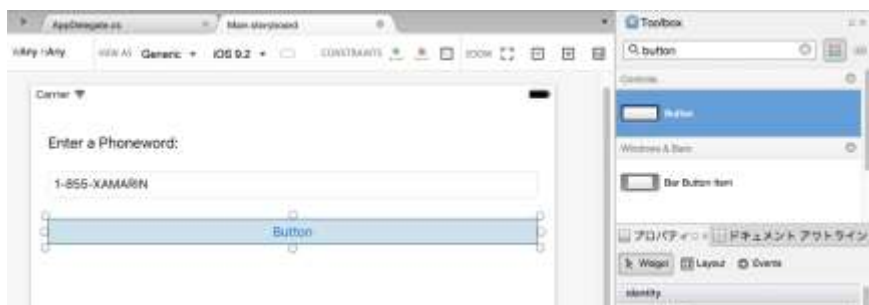 AppDelegate.cs
Main.storyboard
Toolbox
wAny hAny
VIEW AS Generic iOS 9.2 CONSTRAINTS ZOOM
button
Controls
Carrier
Button
Enter a Phoneword:
Windows & Bars
1-855-XAMARIN
Bar Button Item
Button
プロパティ
ドキュメント アウトライン
Widget Layout Events
Identity